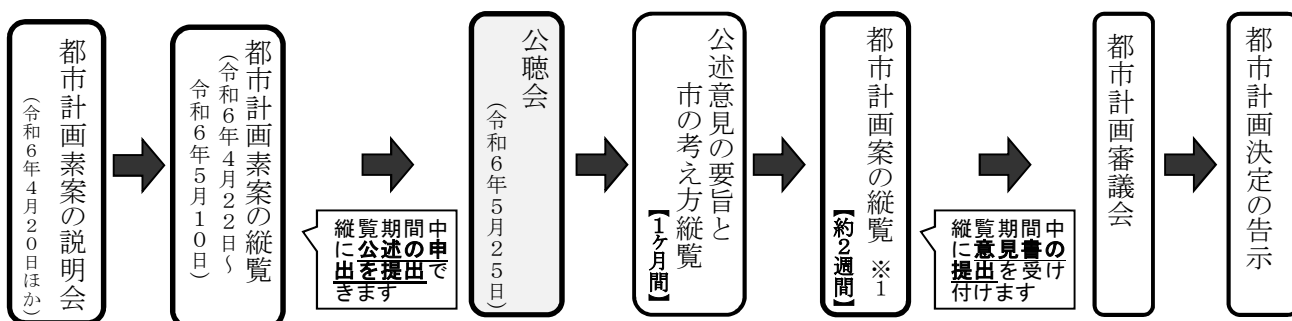 都市計画素案の説明会
(令和6年4月20日ほか)
都市計画素案の縦覧
(令和6年4月22日～
令和6年5月10日)
縦覧期間中
に公述の申
出を提出で
きます
公聴会
(令和6年5月25日)
公述意見の要旨と
市の考え方縦覧
【1ケ月間】
都市計画案の縦覧 ※1
【約2週間】
縦覧期間中
に意見書の
提出を受け
付けます
都市計画審議会
都市計画決定の告示